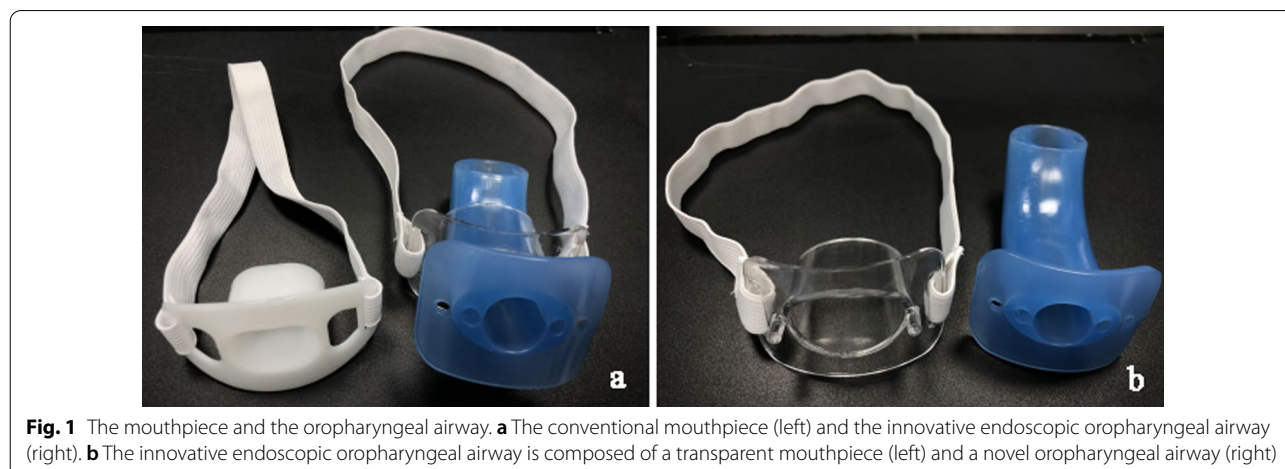 a
b
Fig. 1 The mouthpiece and the oropharyngeal airway. a The conventional mouthpiece (left) and the innovative endoscopic oropharyngeal airway
(right). b The innovative endoscopic oropharyngeal airway is composed of a transparent mouthpiece (left) and a novel oropharyngeal airway (right)